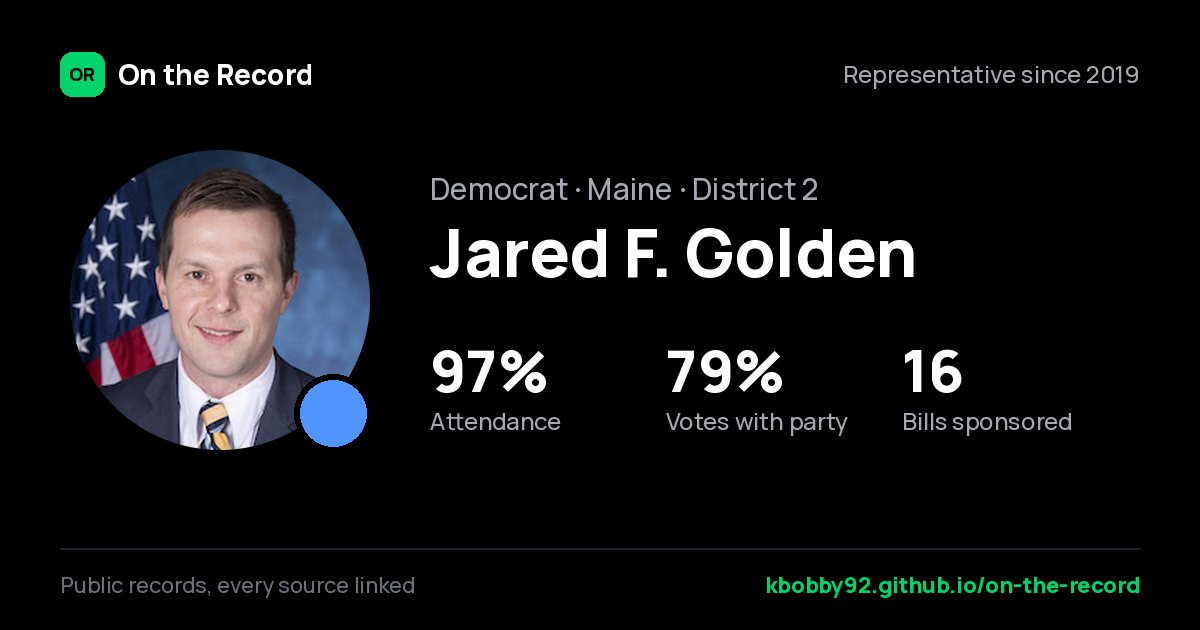 OR On the Record
Representative since 2019
Democrat · Maine · District 2
Jared F. Golden
97% 79% 16
Attendance Votes with party Bills sponsored
Public records, every source linked
kbobby92.github.io/on-the-record